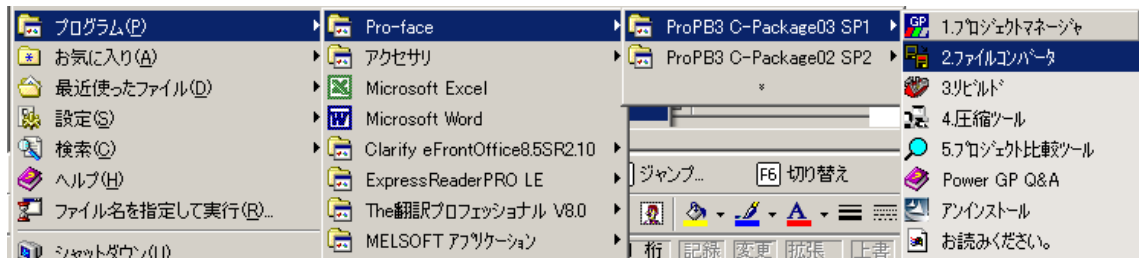 プログラム(P)
お気に入り(A)
最近使ったファイル(D)
設定(S)
検索(C)
ヘルプ(H)
ファイル名を指定して実行(R)...
シャットダウン(U)
Pro-face
アクセサリ
Microsoft Excel
Microsoft Word
Clarify eFrontOffice8.5SR2.10
ExpressReaderPRO LE
The翻訳プロフェッショナル V8.0
MELSOFT アプリケーション
ProPB3 C-Package03 SP1
ProPB3 C-Package02 SP2
ジャンプ...
F6 切り替え
A
桁 記録 変更 拡張 上書
GP 1.プロジェクトマネージャ
2.ファイルコンバータ
3.リビルド
4.圧縮ツール
5.プロジェクト比較ツール
Power GP Q&A
アンインストール
お読みください。